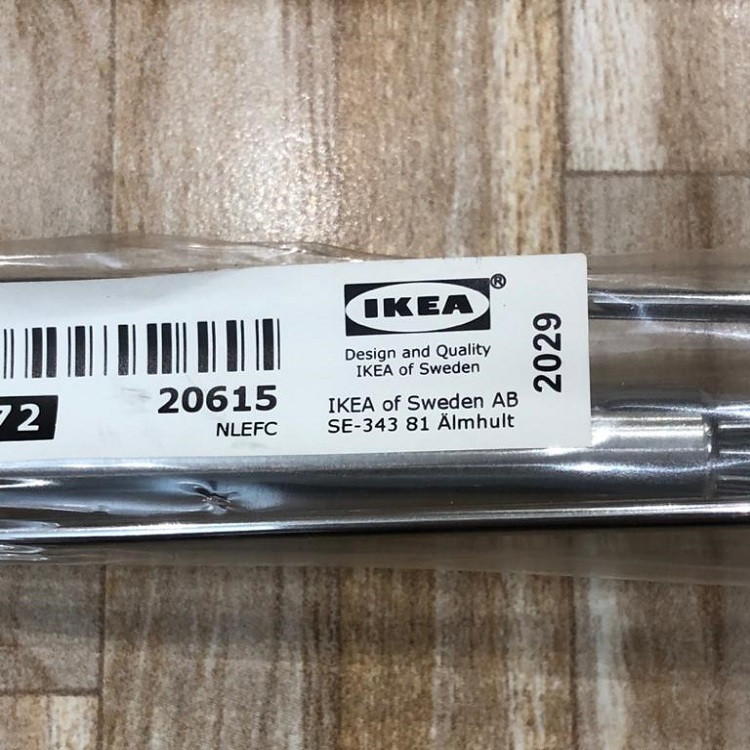 72
20615
NLEFC
IKEA®
Design and Quality
IKEA of Sweden
IKEA of Sweden AB
SE-343 81 Älmhult
2029